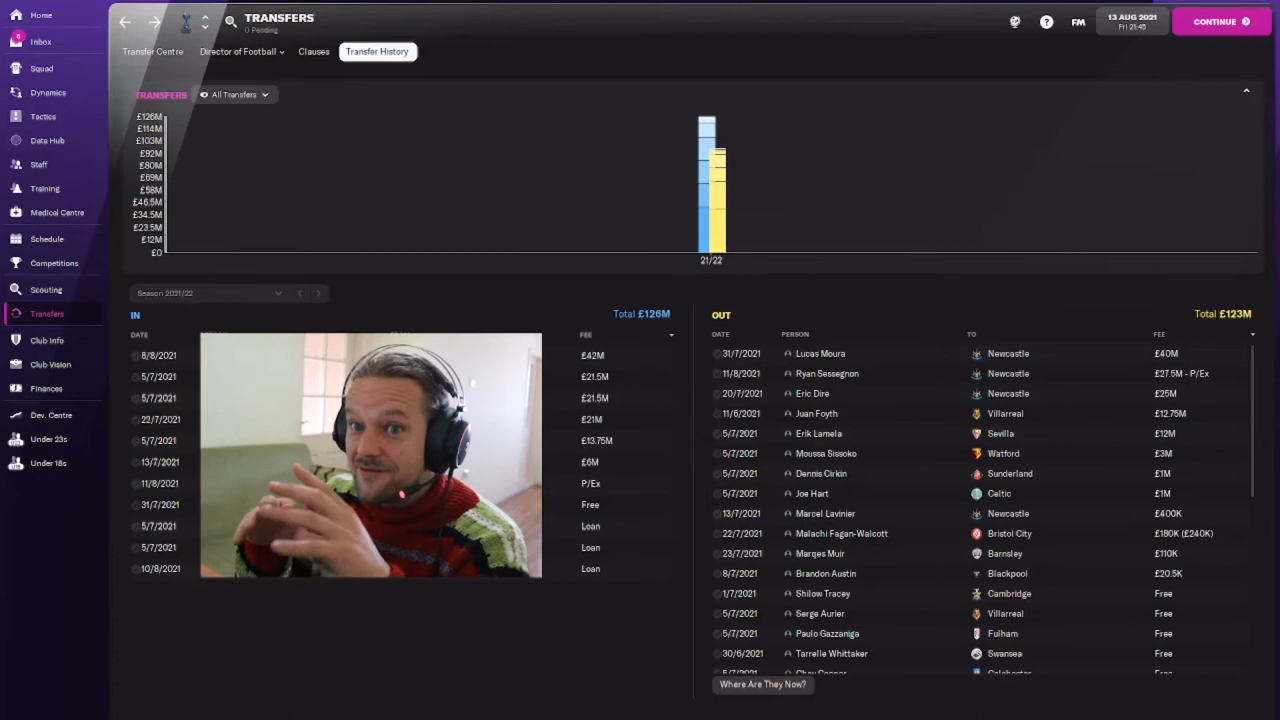 Home
Inbox
Squad
Dynamics
Tactics
Data Hub
Staff
Training
Medical Centre
Schedule
Competitions
Scouting
Transfers
Club Info
Club Vision
Finances
Dev. Centre
Under 23s
Under 18s
TRANSFERS
0 Pending
FM
13 AUG 2021
Fri 21:45
CONTINUE
Transfer Centre
Director of Football
Clauses
Transfer History
TRANSFERS
All Transfers
£126M
£114M
£103M
£92M
£80M
£69M
£58M
£46.5M
£34.5M
£23.5M
£12M
£0
21/22
Season 2021/22
IN Total £126M
DATE FEE
8/8/2021 £42M
5/7/2021 £21.5M
5/7/2021 £21.5M
22/7/2021 £21M
5/7/2021 £13.75M
13/7/2021 £6M
11/8/2021 P/Ex
31/7/2021 Free
5/7/2021 Loan
5/7/2021 Loan
10/8/2021 Loan
OUT Total £123M
DATE PERSON TO FEE
31/7/2021 Lucas Moura Newcastle £40M
11/8/2021 Ryan Sessegnon Newcastle £27.5M - P/Ex
20/7/2021 Eric Dire Newcastle £25M
11/6/2021 Juan Foyth Villarreal £12.75M
5/7/2021 Erik Lamela Sevilla £12M
5/7/2021 Moussa Sissoko Watford £3M
5/7/2021 Dennis Cirkin Sunderland £1M
5/7/2021 Joe Hart Celtic £1M
13/7/2021 Marcel Lavinier Newcastle £400K
22/7/2021 Malachi Fagan-Walcott Bristol City £180K (£240K)
23/7/2021 Marqes Muir Barnsley £110K
8/7/2021 Brandon Austin Blackpool £20.5K
1/7/2021 Shilow Tracey Cambridge Free
5/7/2021 Serge Aurier Villarreal Free
5/7/2021 Paulo Gazzaniga Fulham Free
30/6/2021 Tarrelle Whittaker Swansea Free
Where Are They Now?